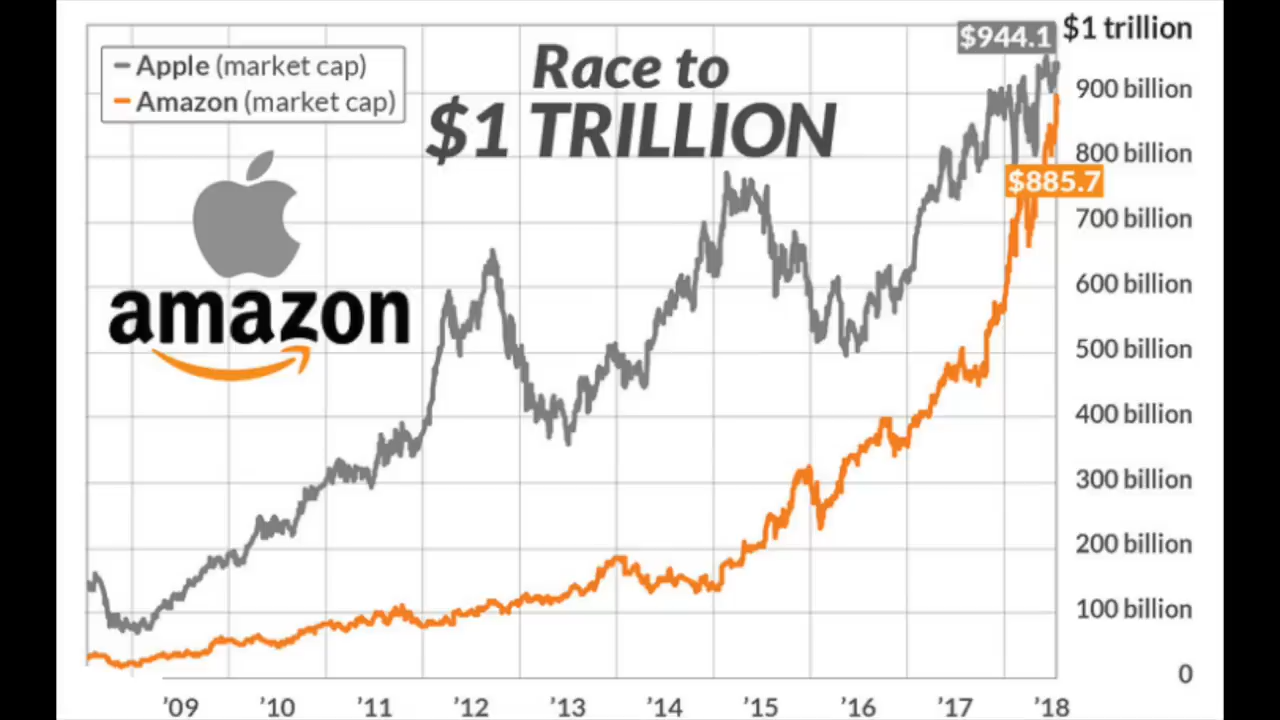 Race to
$1 TRILLION
Apple (market cap)
Amazon (market cap)
amazon
$944.1
$885.7
$1 trillion
900 billion
800 billion
700 billion
600 billion
500 billion
400 billion
300 billion
200 billion
100 billion
0
'09 '10 '11 '12 '13 '14 '15 '16 '17 '18